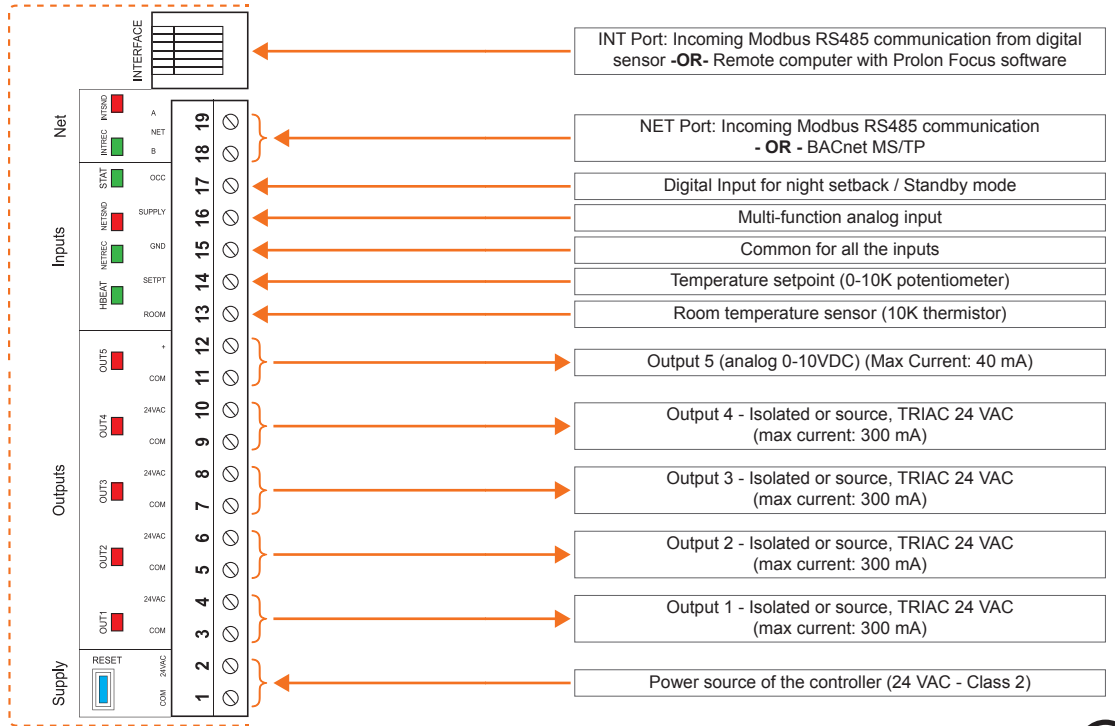 INTERFACE
INT Port: Incoming Modbus RS485 communication from digital
sensor -OR- Remote computer with Prolon Focus software
Net
INTSND
INTREC
A
NET
B
19
18
NET Port: Incoming Modbus RS485 communication
- OR - BACnet MS/TP
Inputs
STAT
OCC
17
Digital Input for night setback / Standby mode
NETSND
SUPPLY
16
Multi-function analog input
NETREC
GND
15
Common for all the inputs
HBEAT
SETPT
14
Temperature setpoint (0-10K potentiometer)
ROOM
13
Room temperature sensor (10K thermistor)
Outputs
OUT5
+
COM
12
11
Output 5 (analog 0-10VDC) (Max Current: 40 mA)
OUT4
24VAC
COM
10
9
Output 4 - Isolated or source, TRIAC 24 VAC
(max current: 300 mA)
OUT3
24VAC
COM
8
7
Output 3 - Isolated or source, TRIAC 24 VAC
(max current: 300 mA)
OUT2
24VAC
COM
6
5
Output 2 - Isolated or source, TRIAC 24 VAC
(max current: 300 mA)
OUT1
24VAC
COM
4
3
Output 1 - Isolated or source, TRIAC 24 VAC
(max current: 300 mA)
Supply
RESET
24VAC
COM
2
1
Power source of the controller (24 VAC - Class 2)